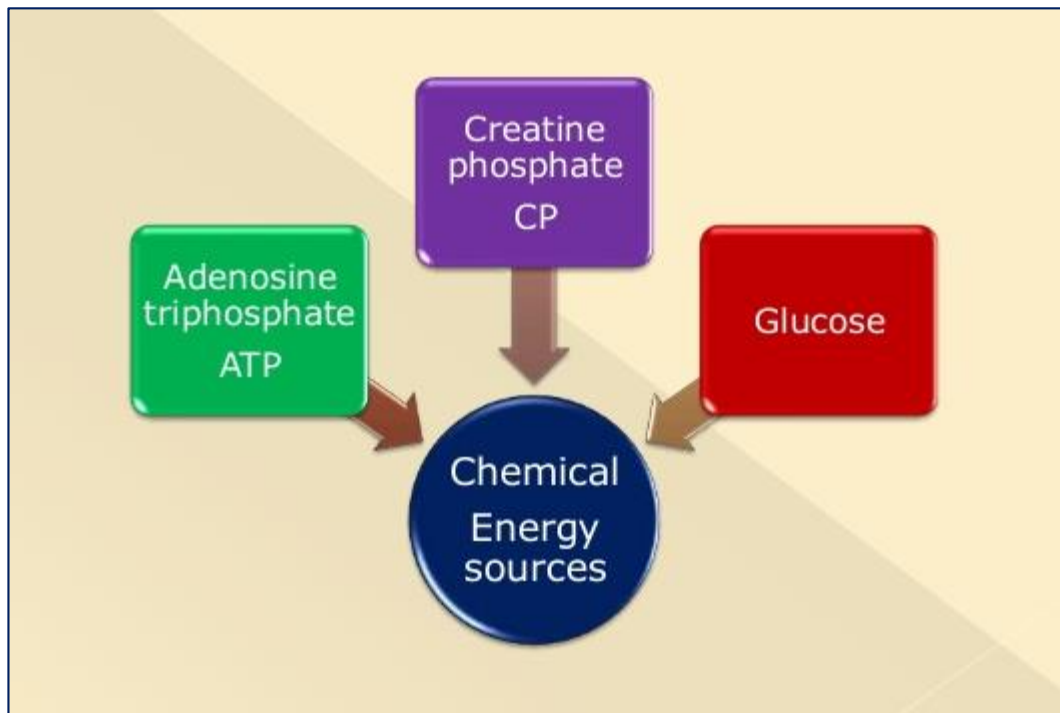 Creatine
phosphate
CP
Adenosine
triphosphate
ATP
Glucose
Chemical
Energy
sources